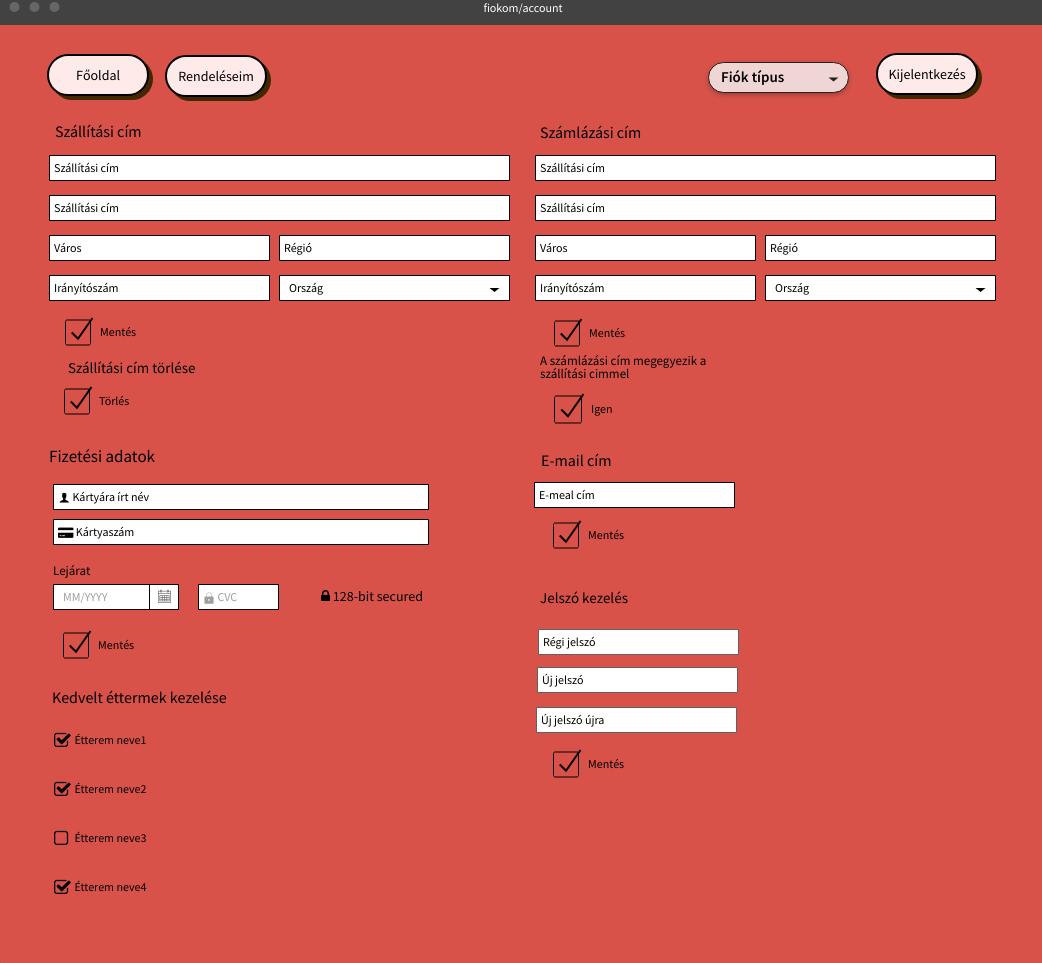 fiokom/account
Főoldal
Rendeléseim
Fiók típus
Kijelentkezés
Szállítási cím
Szállítási cím
Szállítási cím
Város
Régió
Irányítószám
Ország
Mentés
Szállítási cím törlése
Törlés
Számlázási cím
Szállítási cím
Szállítási cím
Város
Régió
Irányítószám
Ország
Mentés
A számlázási cím megegyezik a
szállítási cimmel
Igen
Fizetési adatok
Kártyára írt név
Kártyaszám
Lejárat
MM/YYYY
CVC
128-bit secured
Mentés
E-mail cím
E-meal cím
Mentés
Jelszó kezelés
Régi jelszó
Új jelszó
Új jelszó újra
Mentés
Kedvelt éttermek kezelése
Étterem neve1
Étterem neve2
Étterem neve3
Étterem neve4